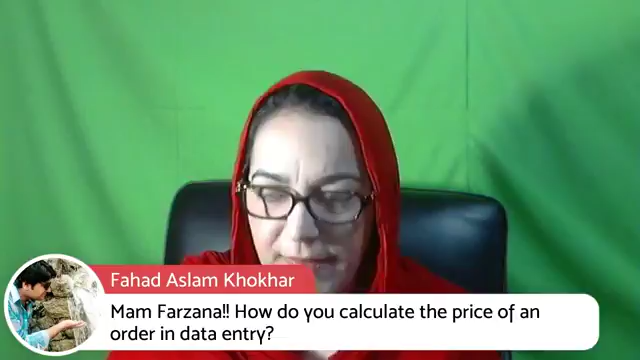 Fahad Aslam Khokhar
Mam Farzana!! How do you calculate the price of an
order in data entry?